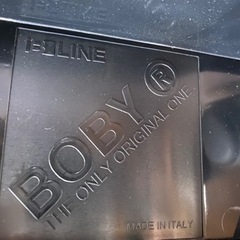 B-LINE
BOBY ®
THE ONLY ORIGINAL ONE
MADE IN ITALY